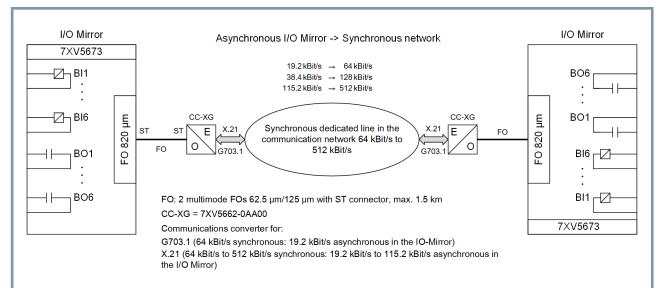 I/O Mirror
Asynchronous I/O Mirror -> Synchronous network
I/O Mirror
7XV5673
19.2 kBit/s → 64 kBit/s
38.4 kBit/s → 128 kBit/s
115.2 kBit/s → 512 kBit/s
BI1
BI6
BO1
BO6
FO 820 µm
ST
ST
FO
CC-XG
E
O
X.21
G703.1
Synchronous dedicated line in the
communication network 64 kBit/s to
512 kBit/s
X.21
G703.1
CC-XG
E
O
FO
FO 820 µm
BO6
BO1
BI6
BI1
7XV5673
FO: 2 multimode FOs 62.5 µm/125 µm with ST connector, max. 1.5 km
CC-XG = 7XV5662-0AA00
Communications converter for:
G703.1 (64 kBit/s synchronous: 19.2 kBit/s asynchronous in the IO-Mirror)
X.21 (64 kBit/s to 512 kBit/s synchronous: 19.2 kBit/s to 115.2 kBit/s asynchronous in
the I/O Mirror)